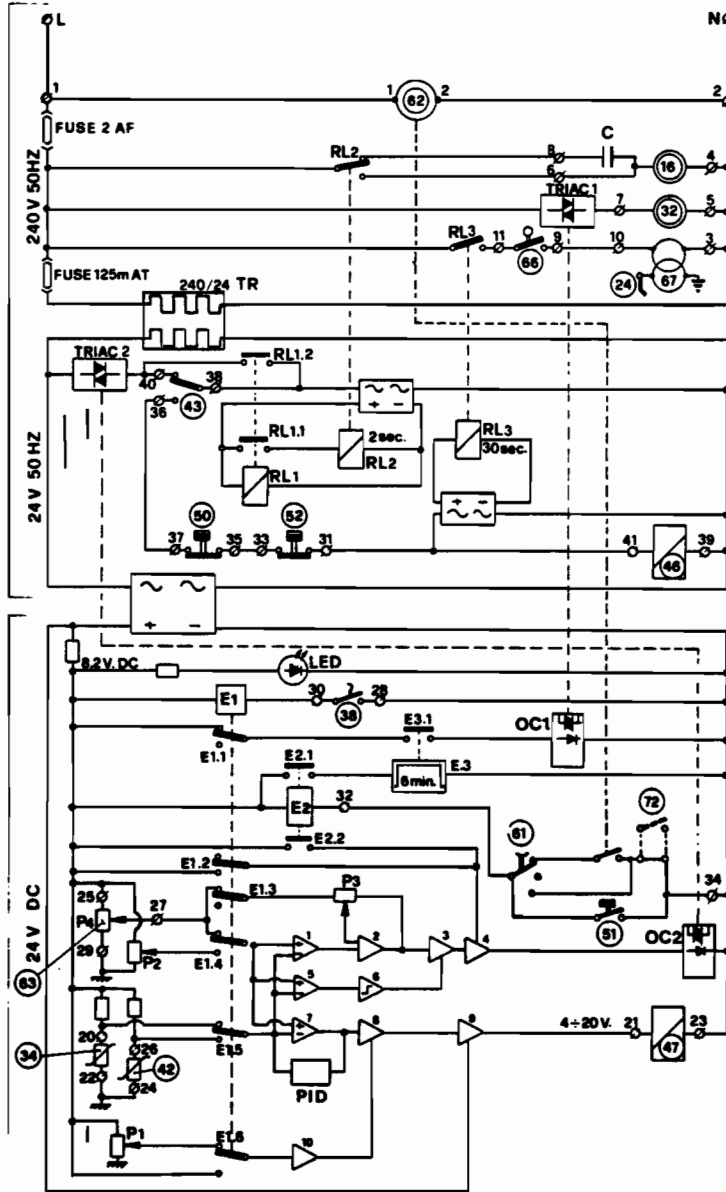 L N
1 1 62 2 2
FUSE 2 AF
240V 50HZ
RL2 8 C 4
6 16
TRIAC 1 7 32 5
RL3 11 66 9 10 3
67
24
FUSE 125mAT
240/24 TR
TRIAC 2
RL1.2
40 38
43
36
24V 50 HZ
RL1.1
2sec.
RL2
RL1
RL3
30sec.
+ -
50 52
37 35 33 31 41 46 39
+ -
8.2V. DC LED
E1 30 38 28
E1.1 E3.1 OC1
E2.1 E.3
6min.
E2 32
E2.2
61 72
51
34
OC2
24V DC
E1.2
E1.3 P3
25 27
P4
29 P2
E1.4
63
1 2 3 4
5 6
7 8 9
PID
10
20 E1.5
26
34 42
22 24
4÷20V. 21 47 23
P1 E1.6